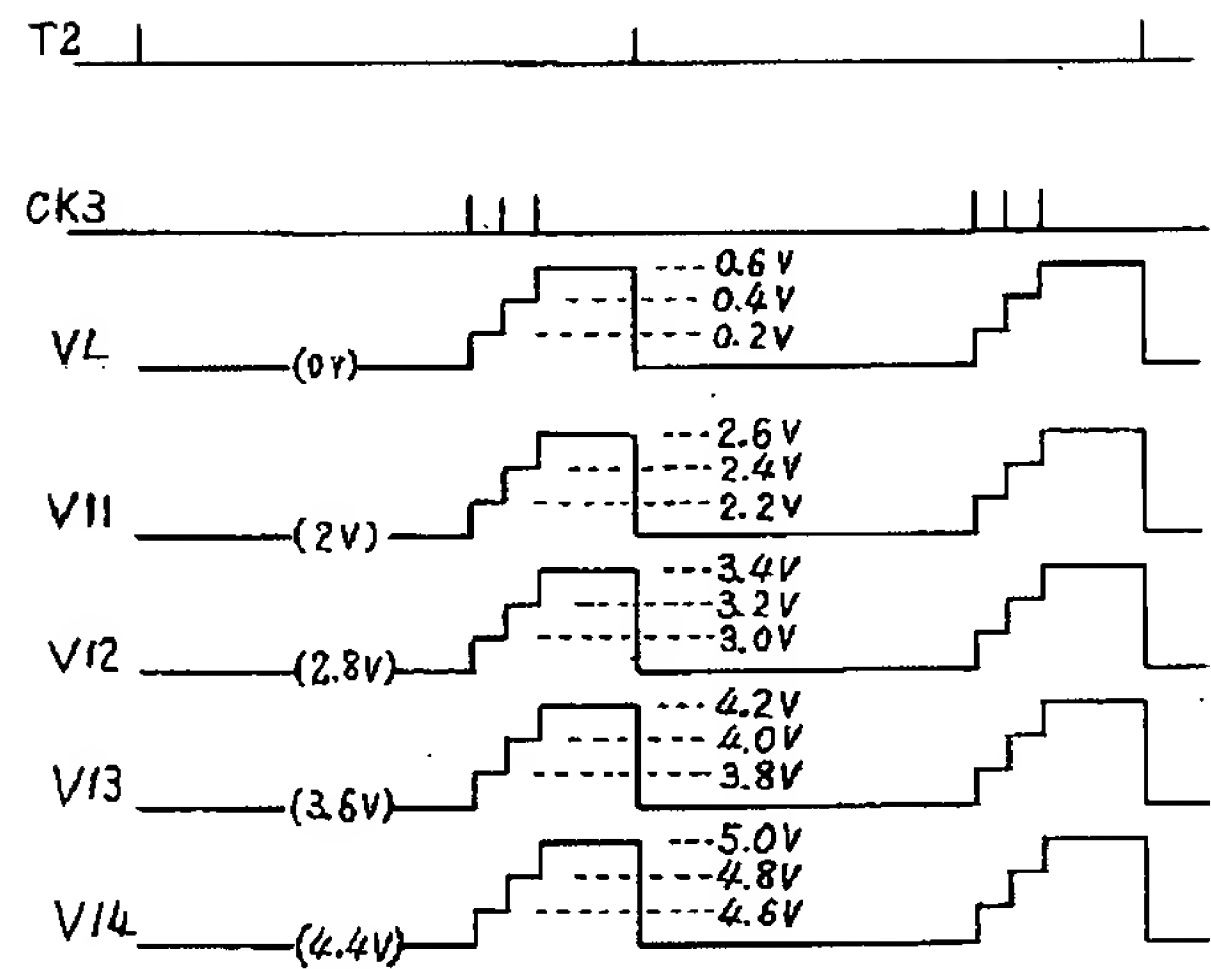 T2
CK3
0.6V
0.4V
VL
0.2V
(0V)
2.6V
2.4V
V11
2.2V
(2V)
3.4V
3.2V
V12
3.0V
(2.8V)
4.2V
4.0V
V13
3.8V
(3.6V)
5.0V
4.8V
V14
4.6V
(4.4V)